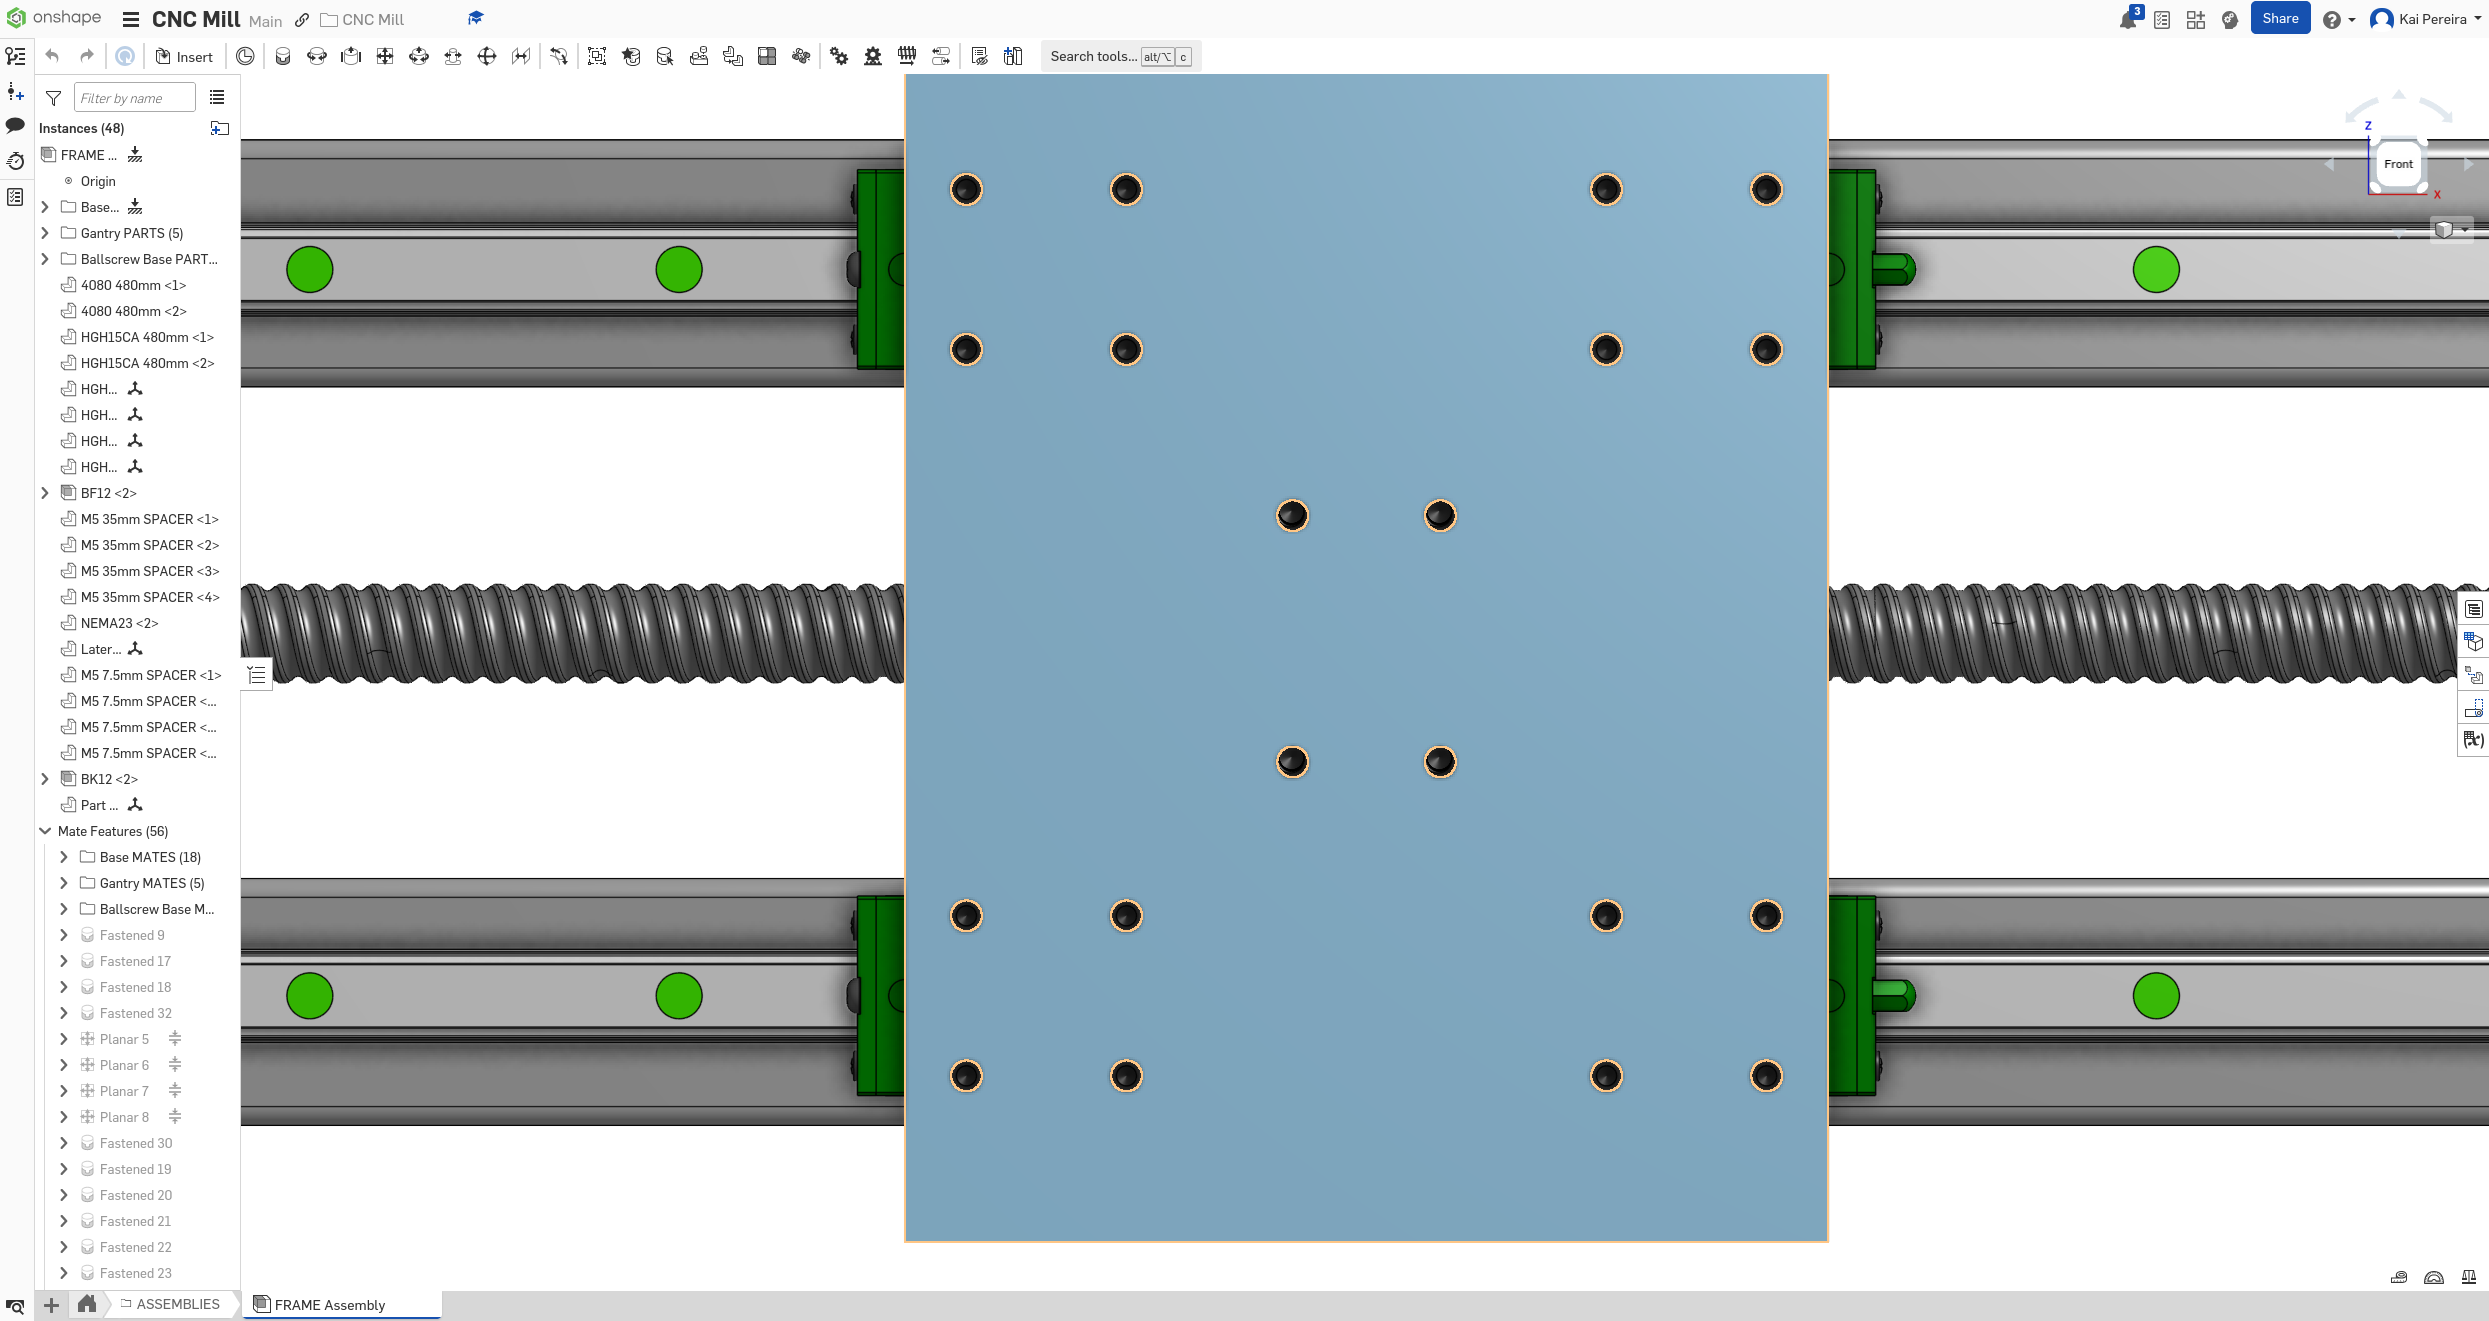 onshape
CNC Mill Main CNC Mill
3
Share
Kai Pereira
Insert
Search tools... alt/⌥ c
Filter by name
Instances (48)
FRAME ...
Origin
Base...
Gantry PARTS (5)
Ballscrew Base PART...
4080 480mm <1>
4080 480mm <2>
HGH15CA 480mm <1>
HGH15CA 480mm <2>
HGH...
HGH...
HGH...
HGH...
BF12 <2>
M5 35mm SPACER <1>
M5 35mm SPACER <2>
M5 35mm SPACER <3>
M5 35mm SPACER <4>
NEMA23 <2>
Later...
M5 7.5mm SPACER <1>
M5 7.5mm SPACER <...
M5 7.5mm SPACER <...
M5 7.5mm SPACER <...
BK12 <2>
Part ...
Mate Features (56)
Base MATES (18)
Gantry MATES (5)
Ballscrew Base M...
Fastened 9
Fastened 17
Fastened 18
Fastened 32
Planar 5
Planar 6
Planar 7
Planar 8
Fastened 30
Fastened 19
Fastened 20
Fastened 21
Fastened 22
Fastened 23
Z
Front
X
(x)
ASSEMBLIES
FRAME Assembly